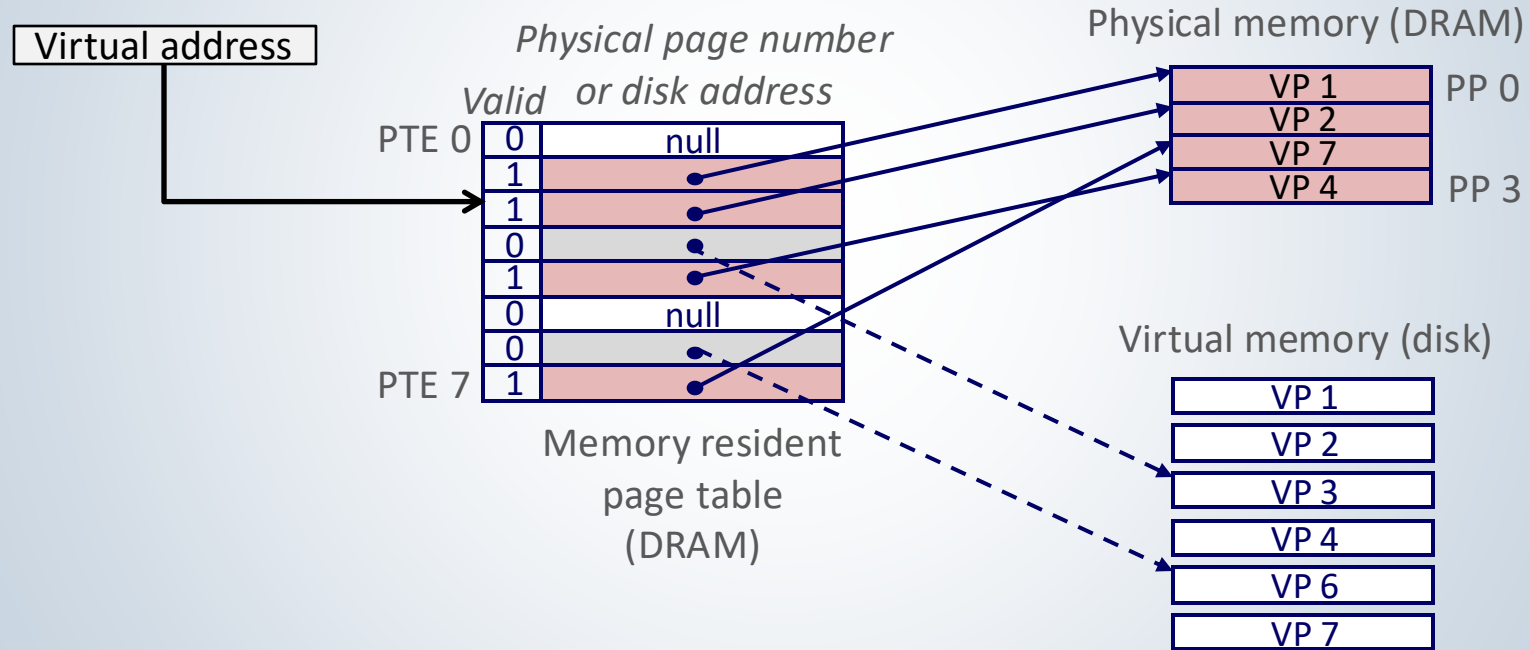 Virtual address
Physical page number
or disk address
Valid
PTE 0
0
null
1
1
0
1
0
null
0
PTE 7
1
Memory resident
page table
(DRAM)
Physical memory (DRAM)
VP 1
PP 0
VP 2
VP 7
VP 4
PP 3
Virtual memory (disk)
VP 1
VP 2
VP 3
VP 4
VP 6
VP 7